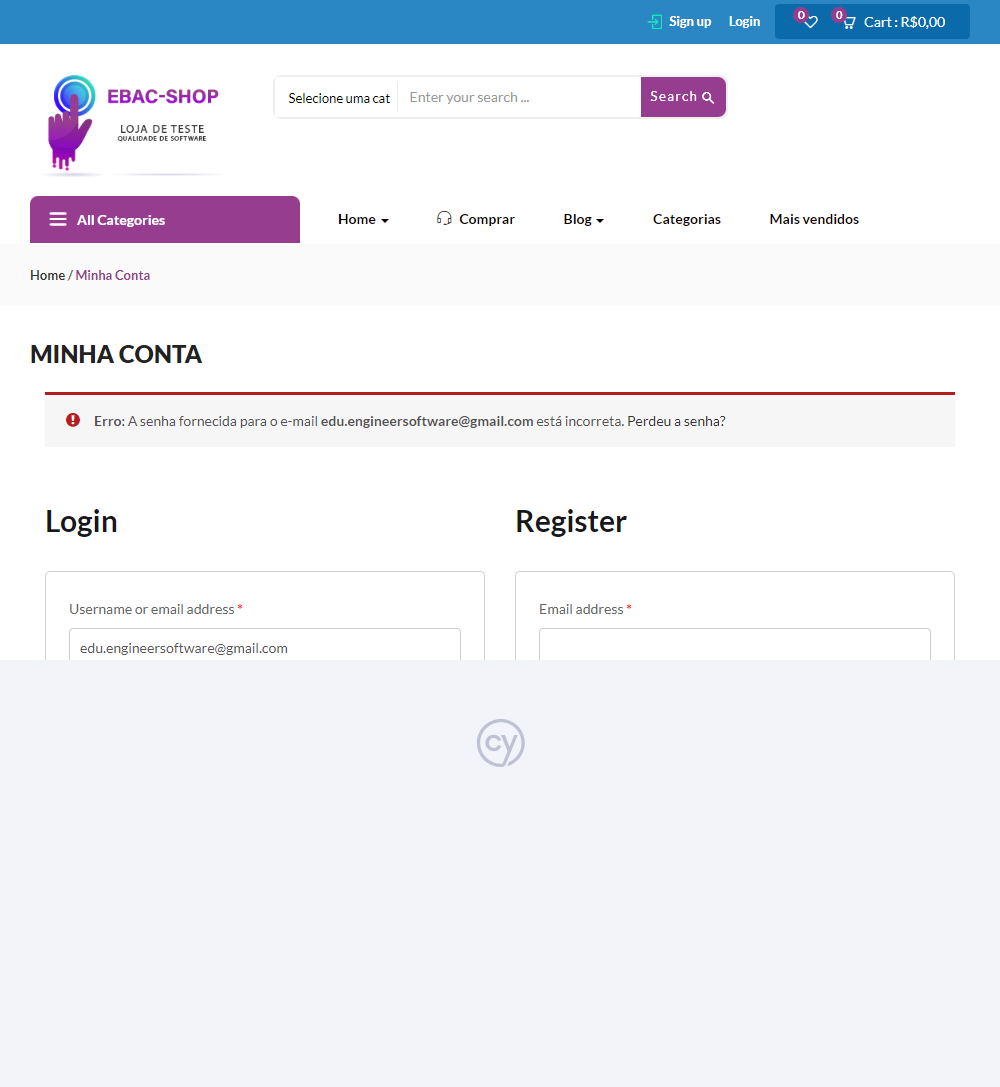 Sign up Login 0 0 Cart : R$0,00
EBAC-SHOP
LOJA DE TESTE
QUALIDADE DE SOFTWARE
Selecione uma cat Enter your search ... Search
All Categories Home Comprar Blog Categorias Mais vendidos
Home / Minha Conta
MINHA CONTA
Erro: A senha fornecida para o e-mail edu.engineersoftware@gmail.com está incorreta. Perdeu a senha?
Login Register
Username or email address * Email address *
edu.engineersoftware@gmail.com
cy